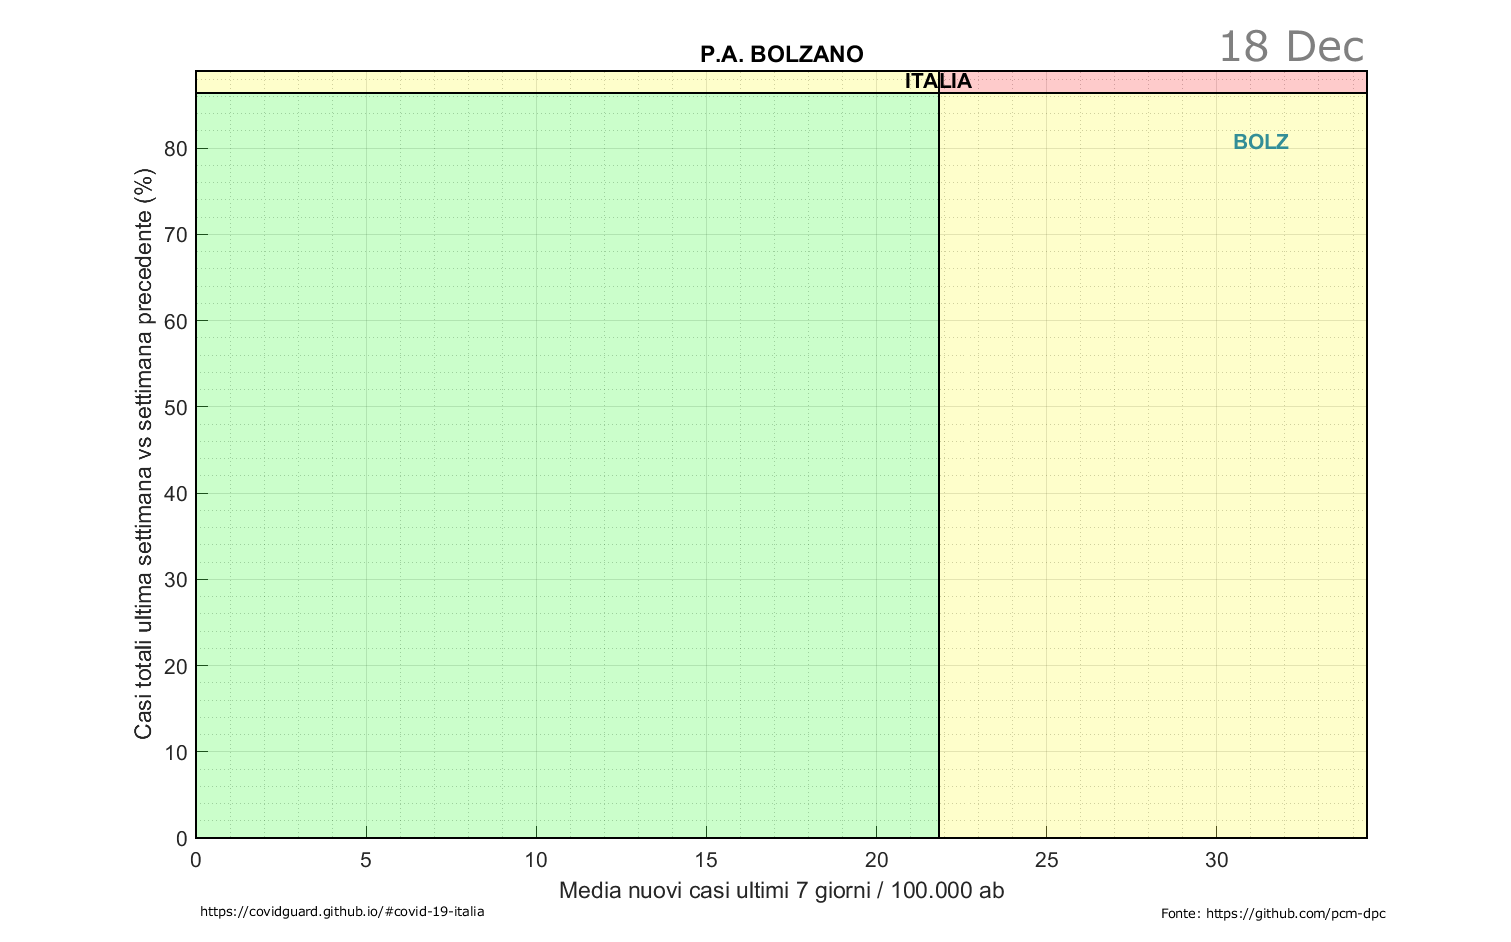 18 Dec
P.A. BOLZANO
ITALIA
BOLZ
80
70
60
50
40
30
20
10
0
Casi totali ultima settimana vs settimana precedente (%)
0 5 10 15 20 25 30
Media nuovi casi ultimi 7 giorni / 100.000 ab
https://covidguard.github.io/#covid-19-italia
Fonte: https://github.com/pcm-dpc